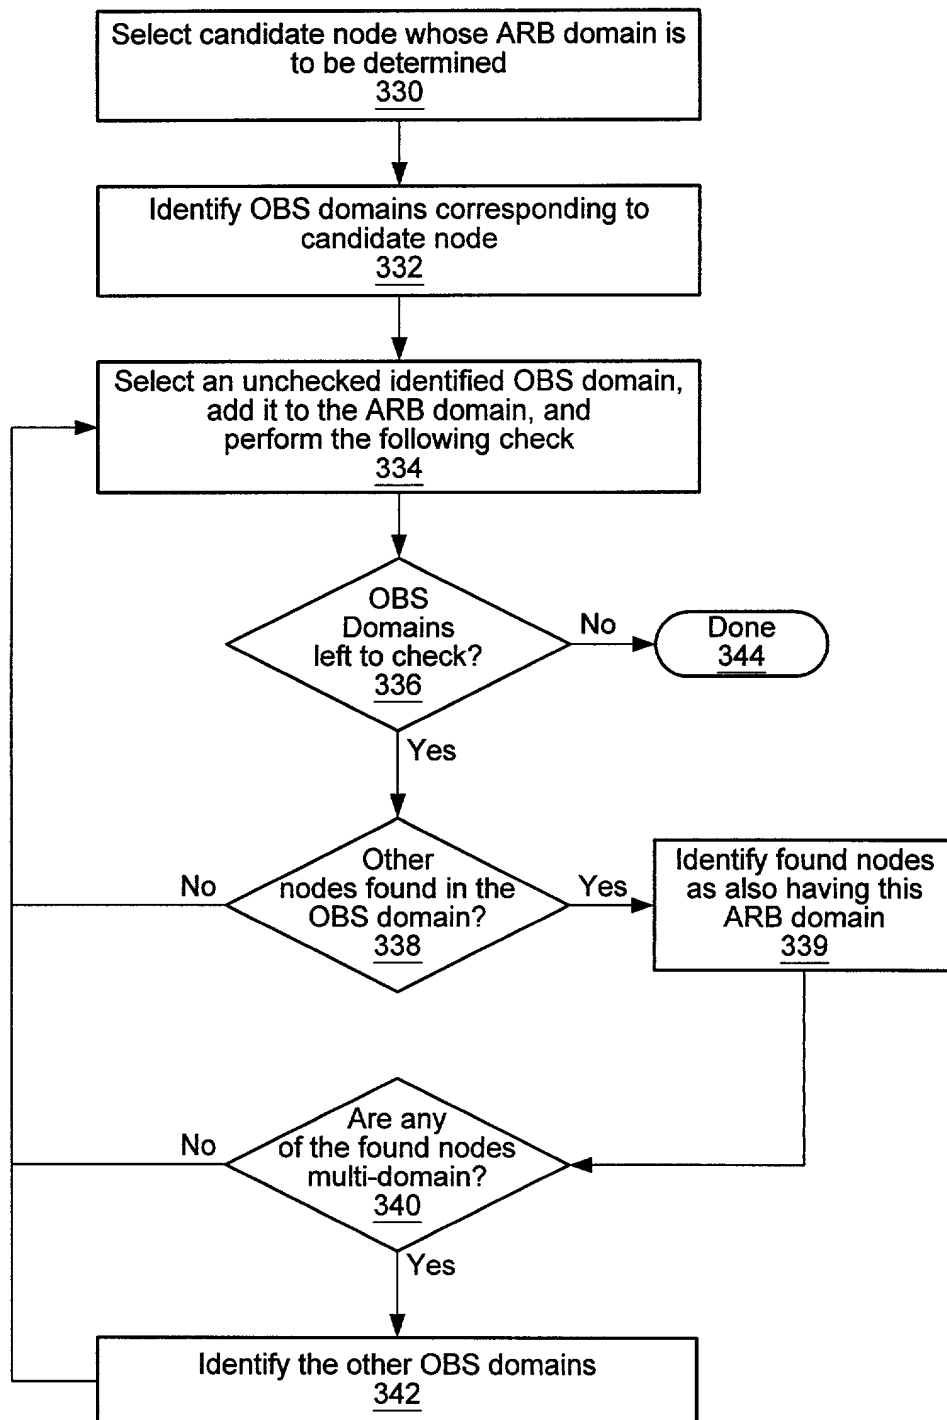 Select candidate node whose ARB domain is
to be determined
330
Identify OBS domains corresponding to
candidate node
332
Select an unchecked identified OBS domain,
add it to the ARB domain, and
perform the following check
334
OBS
Domains
left to check?
336
No
Done
344
Yes
Other
nodes found in the
OBS domain?
338
No
Yes
Identify found nodes
as also having this
ARB domain
339
Are any
of the found nodes
multi-domain?
340
No
Yes
Identify the other OBS domains
342